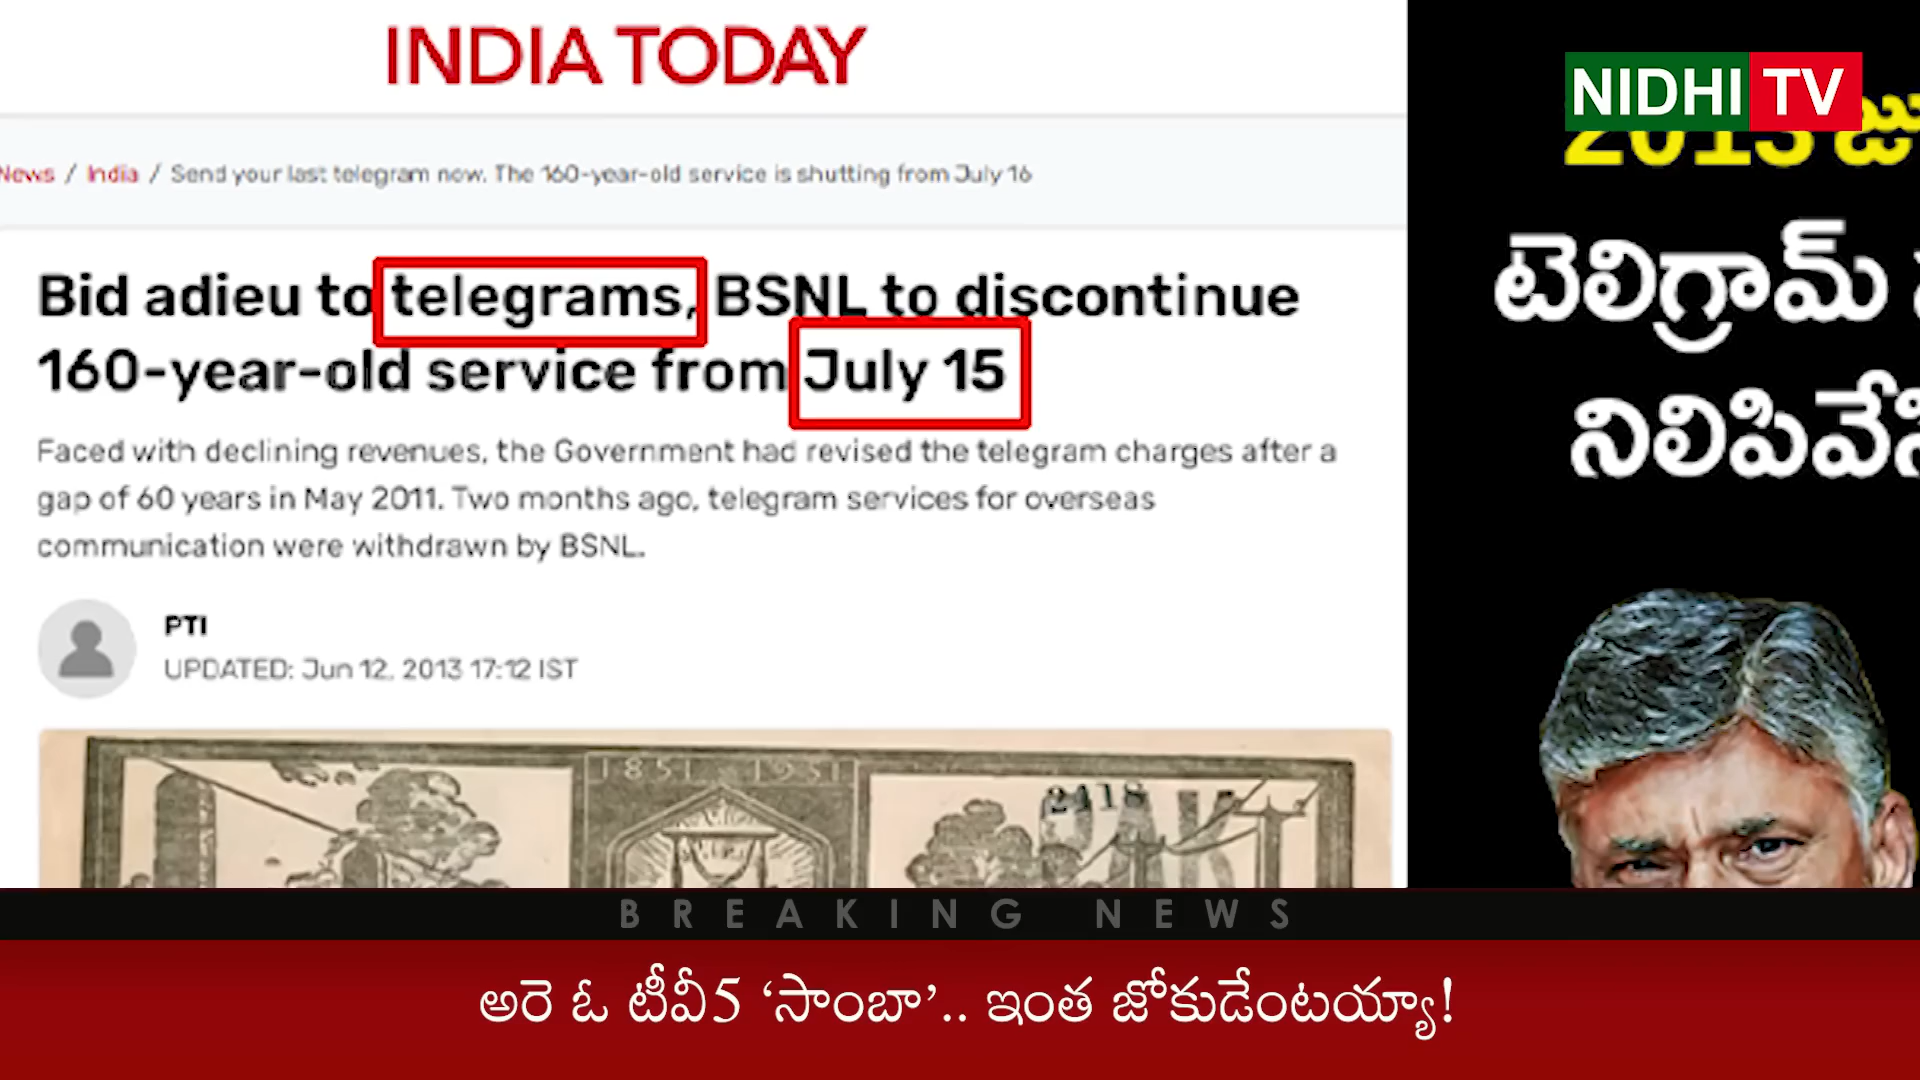 INDIA TODAY
NIDHI TV
2013
News / India / Send your last telegram now. The 160-year-old service is shutting from July 16
Bid adieu to telegrams, BSNL to discontinue
160-year-old service from July 15
Faced with declining revenues, the Government had revised the telegram charges after a
gap of 60 years in May 2011. Two months ago, telegram services for overseas
communication were withdrawn by BSNL.
PTI
UPDATED: Jun 12, 2013 17:12 IST
టెలిగ్రామ్
1851 1951
2418
BREAKING NEWS
అరె ఓ టీవీ5 ‘సాంబా’.. ఇంత జోకుడేంటయ్యా!